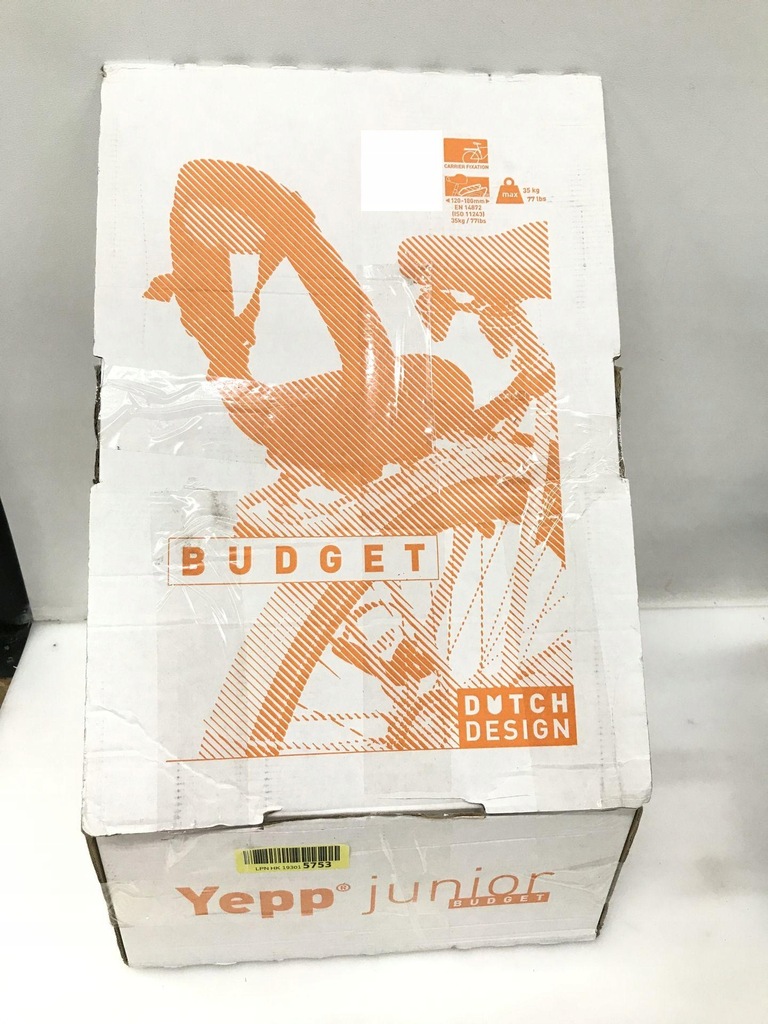 CARRIER FIXATION
120-180mm
EN 14872
(ISO 11243)
35kg / 77lbs
max
35 kg
77 lbs
BUDGET
DUTCH
DESIGN
LPN HK 19301 5753
Yepp® junior
BUDGET